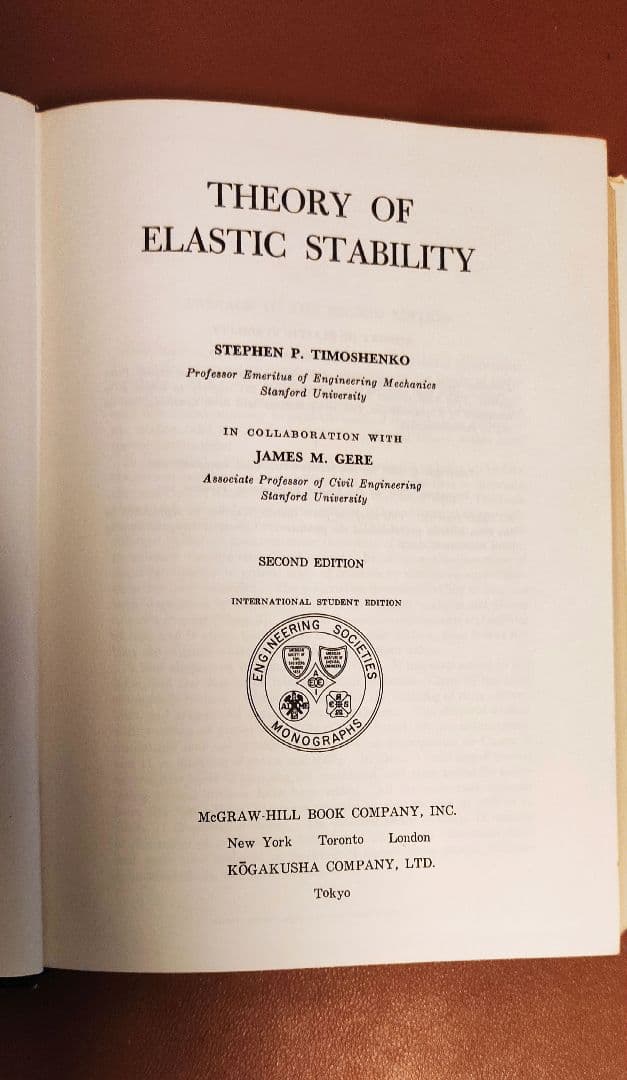 THEORY OF
ELASTIC STABILITY
STEPHEN P. TIMOSHENKO
Professor Emeritus of Engineering Mechanics
Stanford University
IN COLLABORATION WITH
JAMES M. GERE
Associate Professor of Civil Engineering
Stanford University
SECOND EDITION
INTERNATIONAL STUDENT EDITION
ENGINEERING SOCIETIES
MONOGRAPHS
McGRAW-HILL BOOK COMPANY, INC.
New York Toronto London
KŌGAKUSHA COMPANY, LTD.
Tokyo